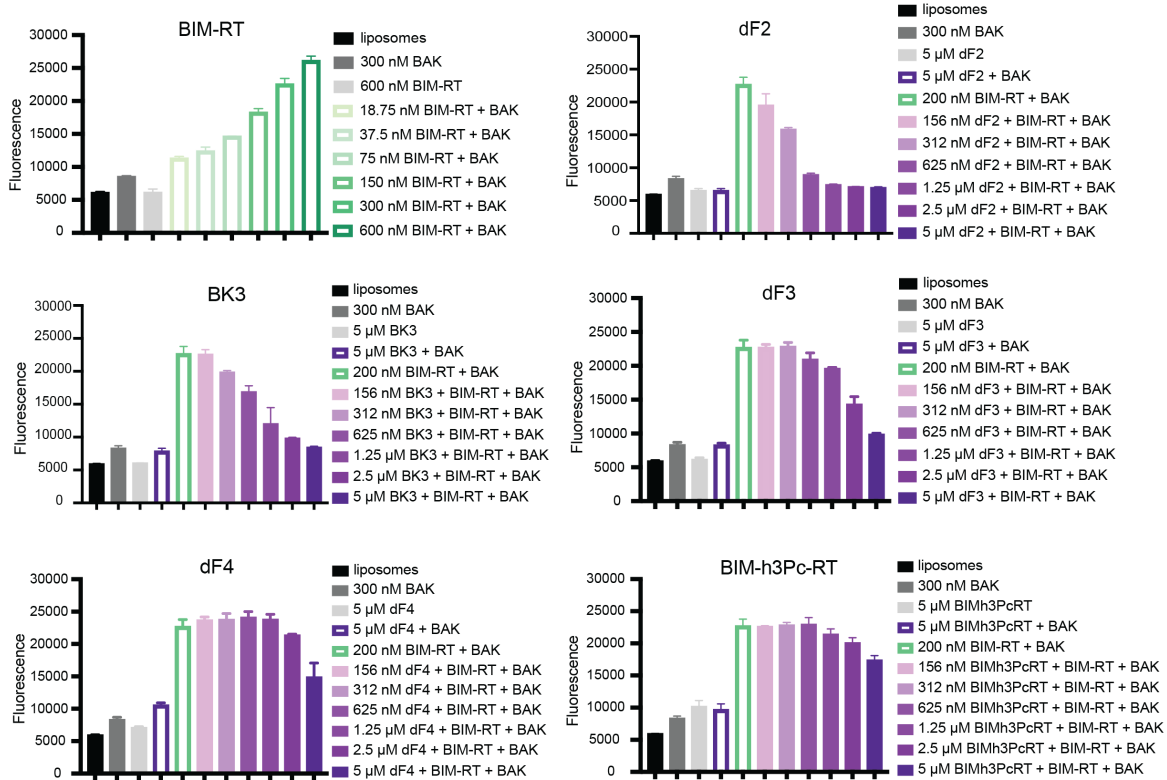 BIM-RT
Fluorescence
30000
25000
20000
15000
10000
5000
0
liposomes
300 nM BAK
600 nM BIM-RT
18.75 nM BIM-RT + BAK
37.5 nM BIM-RT + BAK
75 nM BIM-RT + BAK
150 nM BIM-RT + BAK
300 nM BIM-RT + BAK
600 nM BIM-RT + BAK
dF2
Fluorescence
30000
25000
20000
15000
10000
5000
0
liposomes
300 nM BAK
5 µM dF2
5 µM dF2 + BAK
200 nM BIM-RT + BAK
156 nM dF2 + BIM-RT + BAK
312 nM dF2 + BIM-RT + BAK
625 nM dF2 + BIM-RT + BAK
1.25 µM dF2 + BIM-RT + BAK
2.5 µM dF2 + BIM-RT + BAK
5 µM dF2 + BIM-RT + BAK
BK3
Fluorescence
30000
25000
20000
15000
10000
5000
0
liposomes
300 nM BAK
5 µM BK3
5 µM BK3 + BAK
200 nM BIM-RT + BAK
156 nM BK3 + BIM-RT + BAK
312 nM BK3 + BIM-RT + BAK
625 nM BK3 + BIM-RT + BAK
1.25 µM BK3 + BIM-RT + BAK
2.5 µM BK3 + BIM-RT + BAK
5 µM BK3 + BIM-RT + BAK
dF3
Fluorescence
30000
25000
20000
15000
10000
5000
0
liposomes
300 nM BAK
5 µM dF3
5 µM dF3 + BAK
200 nM BIM-RT + BAK
156 nM dF3 + BIM-RT + BAK
312 nM dF3 + BIM-RT + BAK
625 nM dF3 + BIM-RT + BAK
1.25 µM dF3 + BIM-RT + BAK
2.5 µM dF3 + BIM-RT + BAK
5 µM dF3 + BIM-RT + BAK
dF4
Fluorescence
30000
25000
20000
15000
10000
5000
0
liposomes
300 nM BAK
5 µM dF4
5 µM dF4 + BAK
200 nM BIM-RT + BAK
156 nM dF4 + BIM-RT + BAK
312 nM dF4 + BIM-RT + BAK
625 nM dF4 + BIM-RT + BAK
1.25 µM dF4 + BIM-RT + BAK
2.5 µM dF4 + BIM-RT + BAK
5 µM dF4 + BIM-RT + BAK
BIM-h3Pc-RT
Fluorescence
30000
25000
20000
15000
10000
5000
0
liposomes
300 nM BAK
5 µM BIMh3PcRT
5 µM BIMh3PcRT + BAK
200 nM BIM-RT + BAK
156 nM BIMh3PcRT + BIM-RT + BAK
312 nM BIMh3PcRT + BIM-RT + BAK
625 nM BIMh3PcRT + BIM-RT + BAK
1.25 µM BIMh3PcRT + BIM-RT + BAK
2.5 µM BIMh3PcRT + BIM-RT + BAK
5 µM BIMh3PcRT + BIM-RT + BAK